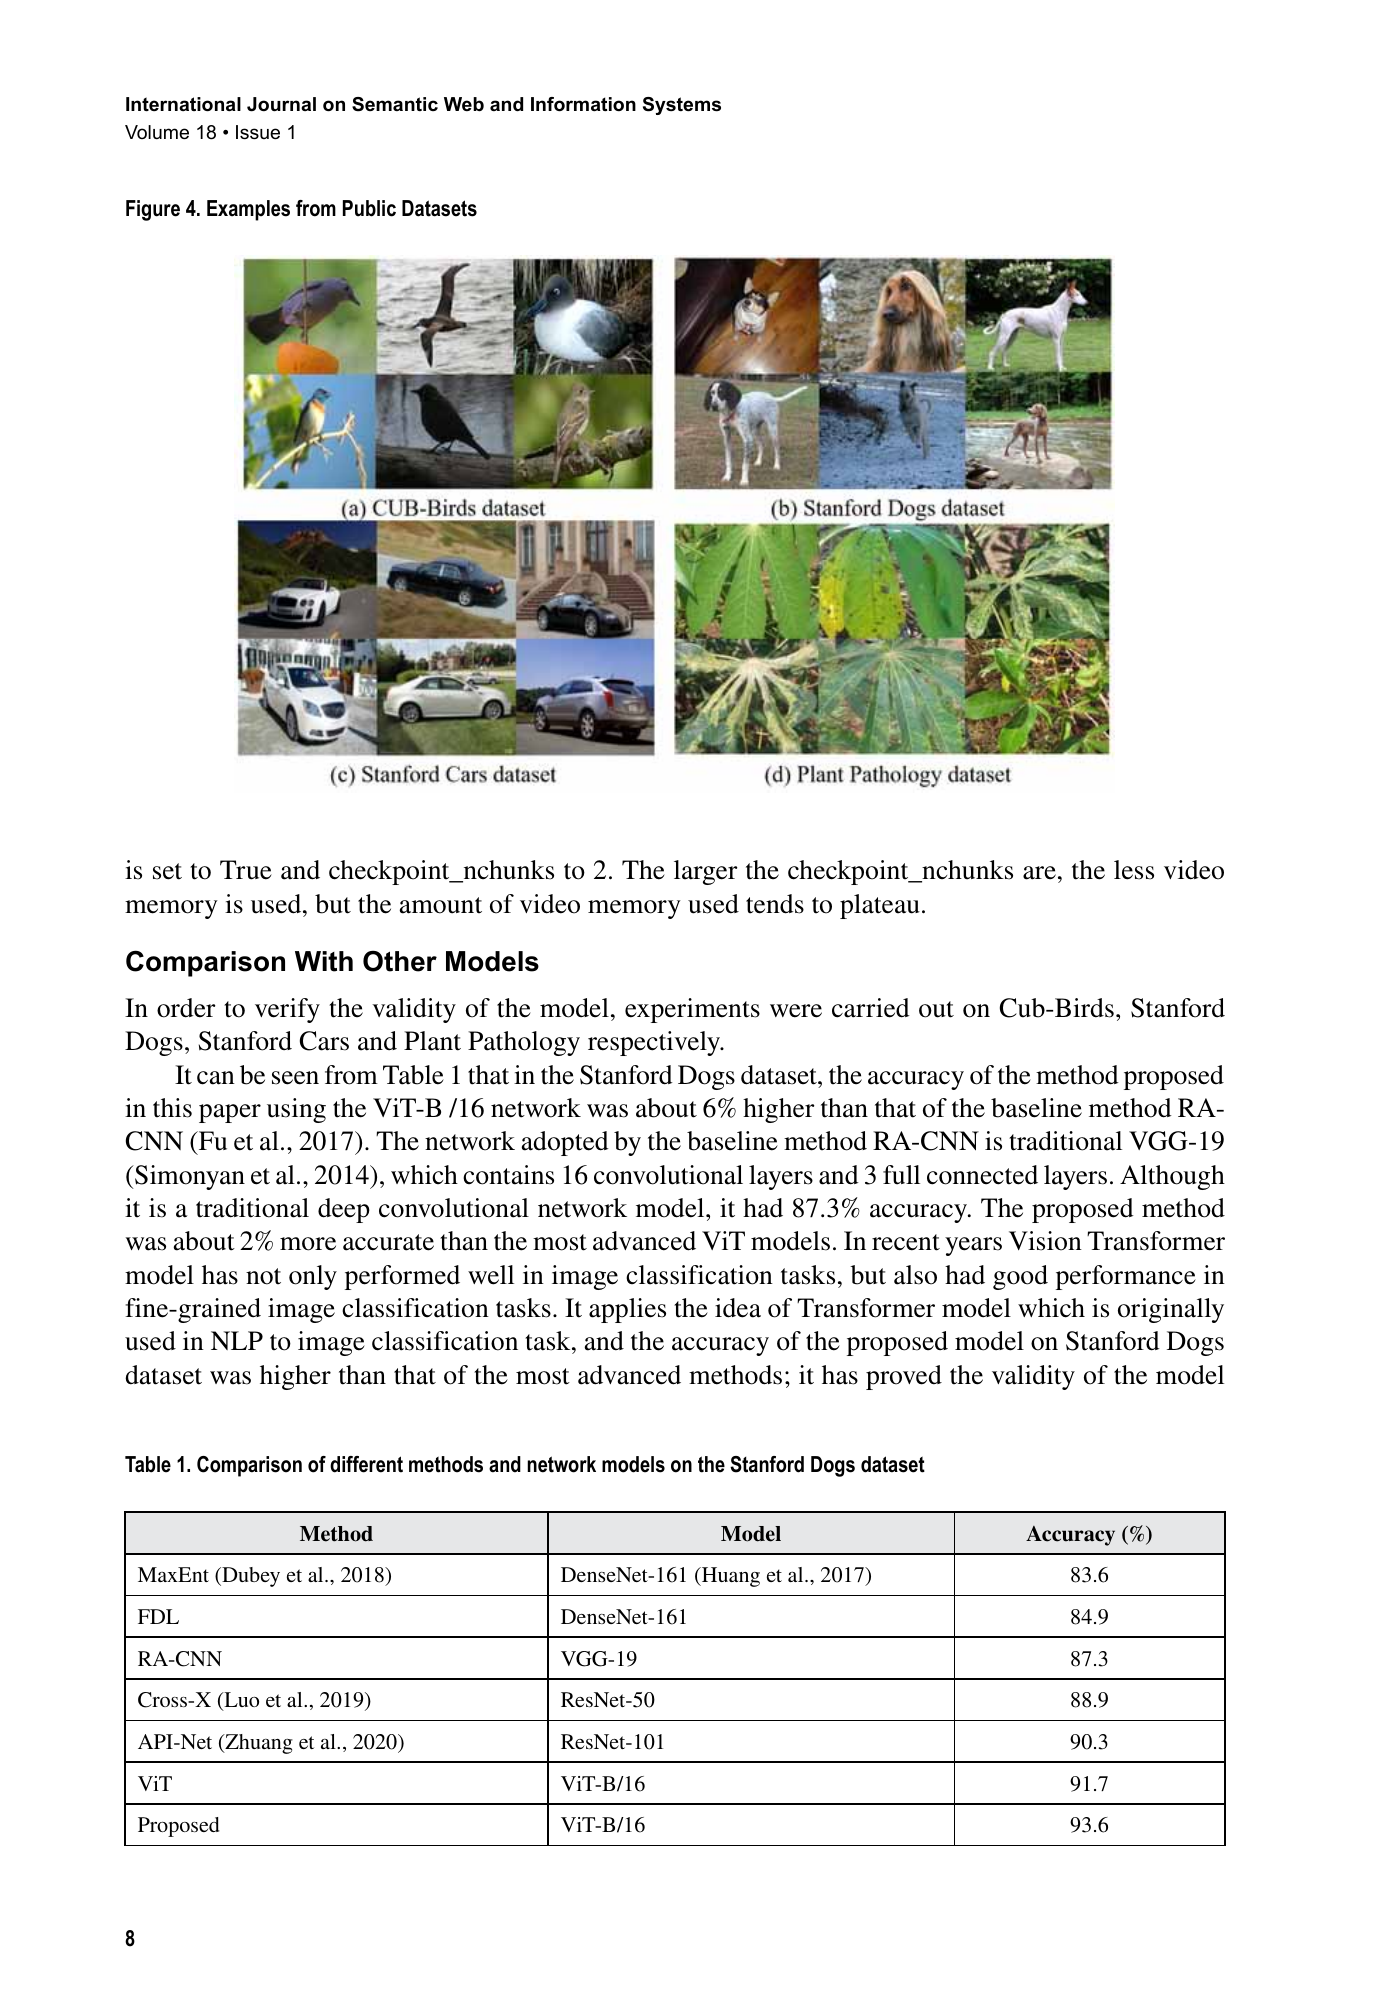 International Journal on Semantic Web and Information Systems
Volume 18 • Issue 1
Figure 4. Examples from Public Datasets
(a) CUB-Birds dataset
(b) Stanford Dogs dataset
(c) Stanford Cars dataset
(d) Plant Pathology dataset
is set to True and checkpoint_nchunks to 2. The larger the checkpoint_nchunks are, the less video
memory is used, but the amount of video memory used tends to plateau.
Comparison With Other Models
In order to verify the validity of the model, experiments were carried out on Cub-Birds, Stanford
Dogs, Stanford Cars and Plant Pathology respectively.
It can be seen from Table 1 that in the Stanford Dogs dataset, the accuracy of the method proposed
in this paper using the ViT-B /16 network was about 6% higher than that of the baseline method RA-
CNN (Fu et al., 2017). The network adopted by the baseline method RA-CNN is traditional VGG-19
(Simonyan et al., 2014), which contains 16 convolutional layers and 3 full connected layers. Although
it is a traditional deep convolutional network model, it had 87.3% accuracy. The proposed method
was about 2% more accurate than the most advanced ViT models. In recent years Vision Transformer
model has not only performed well in image classification tasks, but also had good performance in
fine-grained image classification tasks. It applies the idea of Transformer model which is originally
used in NLP to image classification task, and the accuracy of the proposed model on Stanford Dogs
dataset was higher than that of the most advanced methods; it has proved the validity of the model
Table 1. Comparison of different methods and network models on the Stanford Dogs dataset
Method Model Accuracy (%)
MaxEnt (Dubey et al., 2018) DenseNet-161 (Huang et al., 2017) 83.6
FDL DenseNet-161 84.9
RA-CNN VGG-19 87.3
Cross-X (Luo et al., 2019) ResNet-50 88.9
API-Net (Zhuang et al., 2020) ResNet-101 90.3
ViT ViT-B/16 91.7
Proposed ViT-B/16 93.6
8